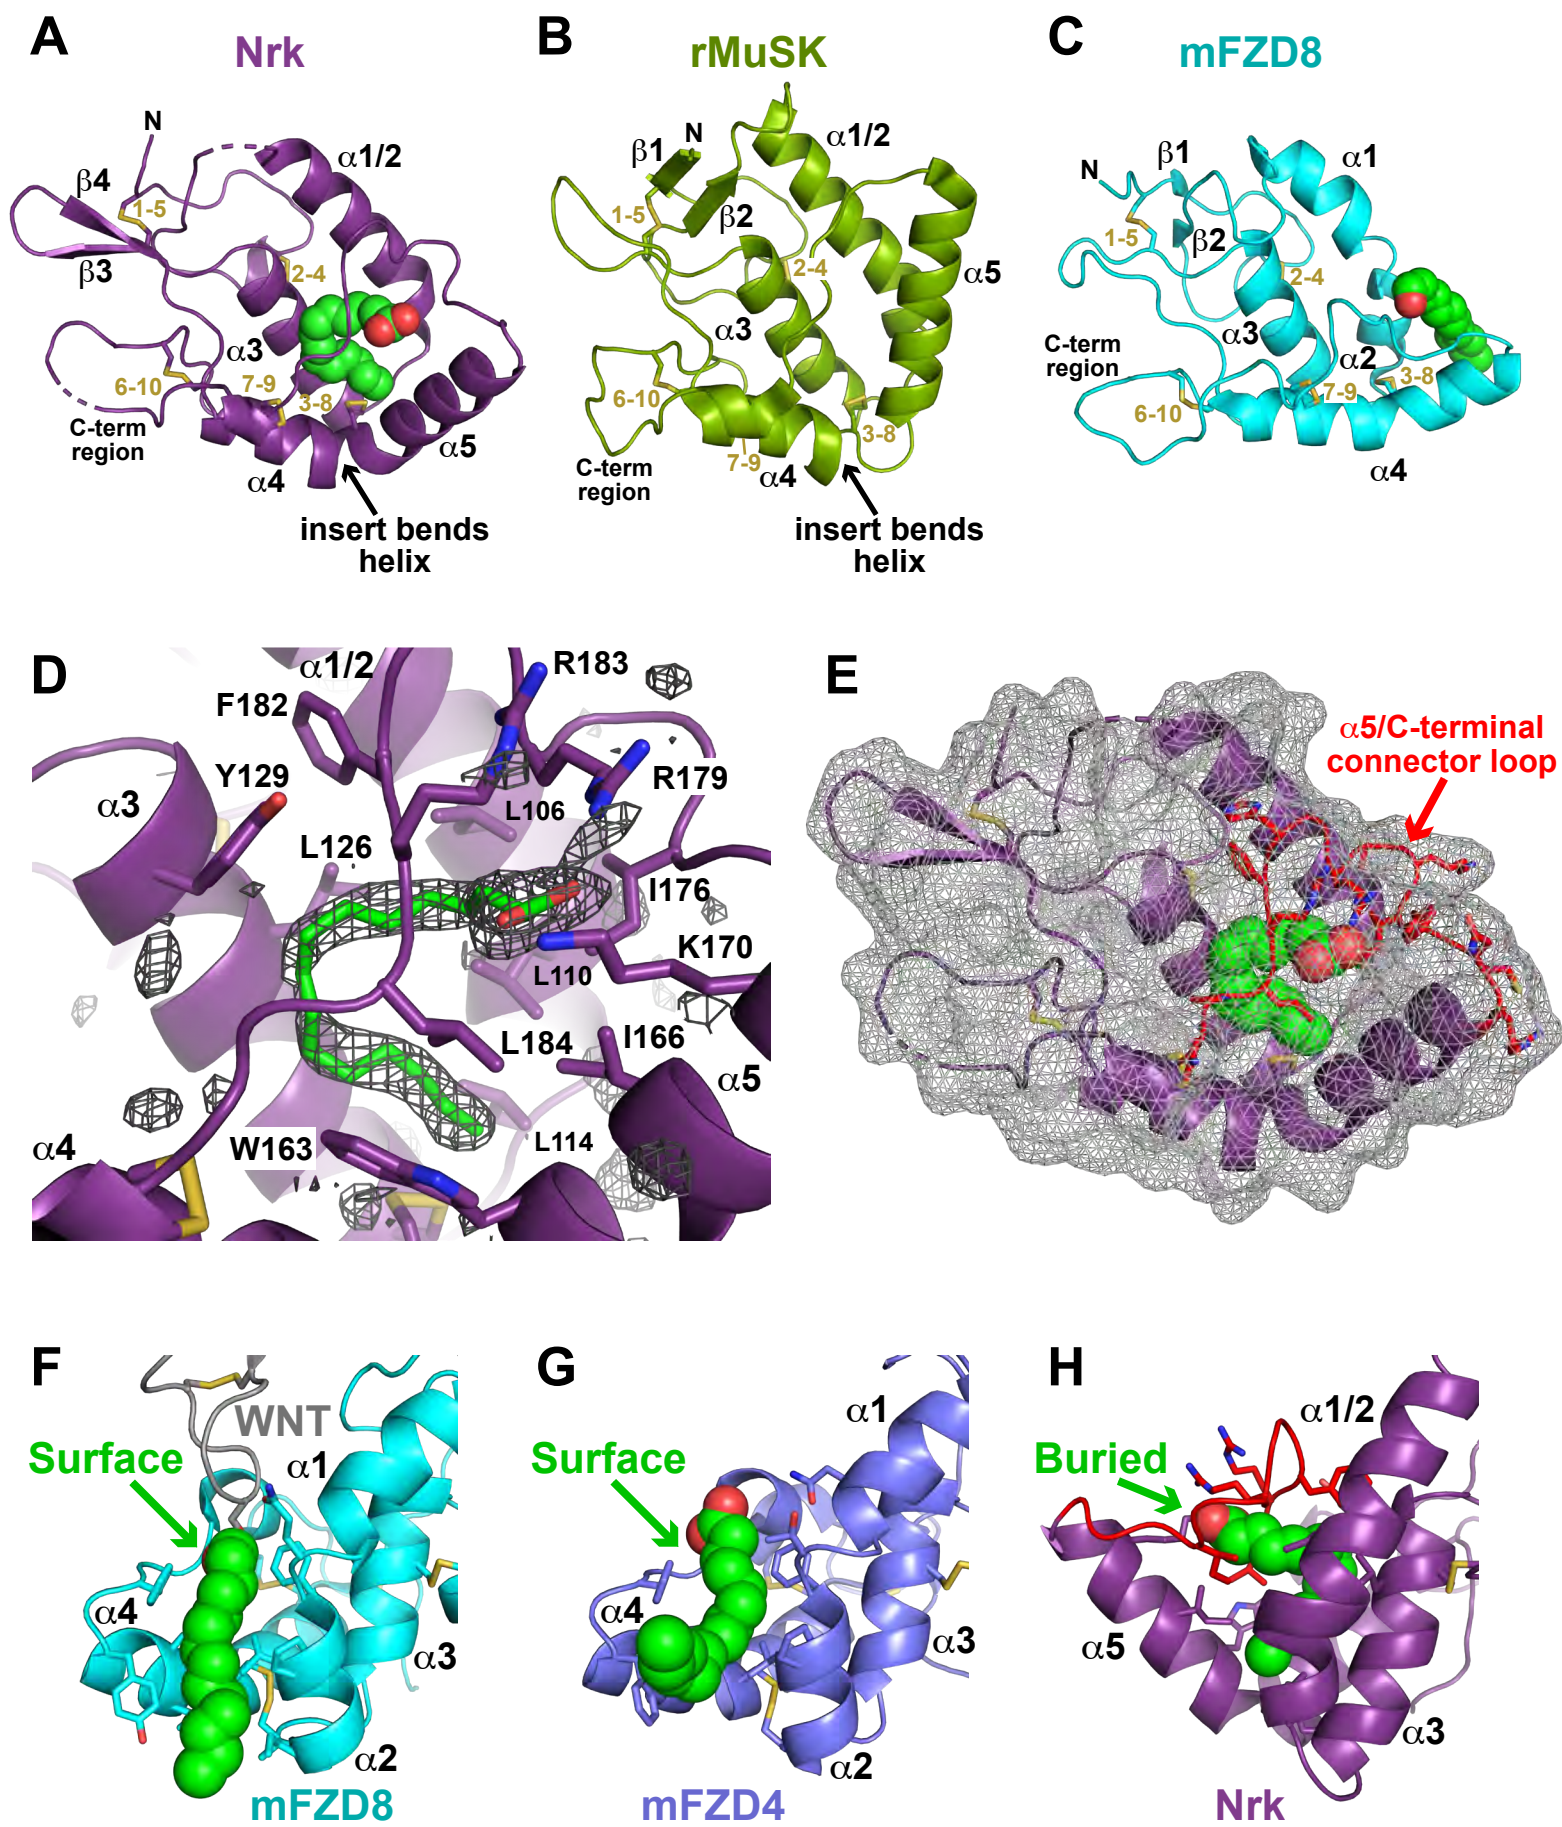 A
Nrk
N
α1/2
β4
1-5
β3
2-4
α3
6-10
7-9
3-8
C-term
region
α5
α4
insert bends
helix
B
rMuSK
N
β1
α1/2
1-5
β2
2-4
α5
α3
6-10
3-8
7-9
C-term
region
α4
insert bends
helix
C
mFZD8
β1
N
α1
1-5
β2
2-4
C-term
region
α3
α2
3-8
7-9
6-10
α4
D
α1/2
R183
F182
Y129
R179
α3
L106
L126
I176
K170
L110
L184
I166
α5
α4
W163
L114
E
α5/C-terminal
connector loop
F
WNT
Surface
α1
α4
α3
α2
mFZD8
G
α1
Surface
α4
α3
α2
mFZD4
H
α1/2
Buried
α5
α3
Nrk